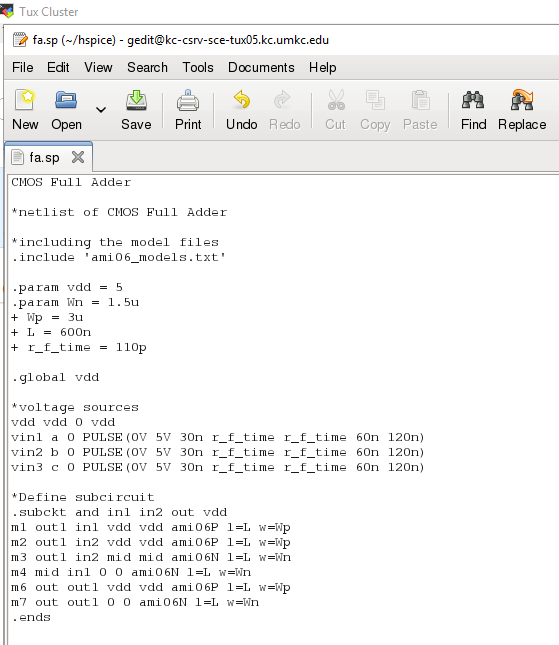 Tux Cluster
fa.sp (~/hspice) - gedit@kc-csrv-sce-tux05.kc.umkc.edu
File Edit View Search Tools Documents Help
New Open Save Print Undo Redo Cut Copy Paste Find Replace
fa.sp
CMOS Full Adder
*netlist of CMOS Full Adder
*including the model files
.include 'ami06_models.txt'
.param vdd = 5
.param Wn = 1.5u
+ Wp = 3u
+ L = 600n
+ r_f_time = 110p
.global vdd
*voltage sources
vdd vdd 0 vdd
vin1 a 0 PULSE(0V 5V 30n r_f_time r_f_time 60n 120n)
vin2 b 0 PULSE(0V 5V 30n r_f_time r_f_time 60n 120n)
vin3 c 0 PULSE(0V 5V 30n r_f_time r_f_time 60n 120n)
*Define subcircuit
.subckt and in1 in2 out vdd
m1 out1 in1 vdd vdd ami06P l=L w=Wp
m2 out1 in2 vdd vdd ami06P l=L w=Wp
m3 out1 in2 mid mid ami06N l=L w=Wn
m4 mid in1 0 0 ami06N l=L w=Wn
m6 out out1 vdd vdd ami06P l=L w=Wp
m7 out out1 0 0 ami06N l=L w=Wn
.ends